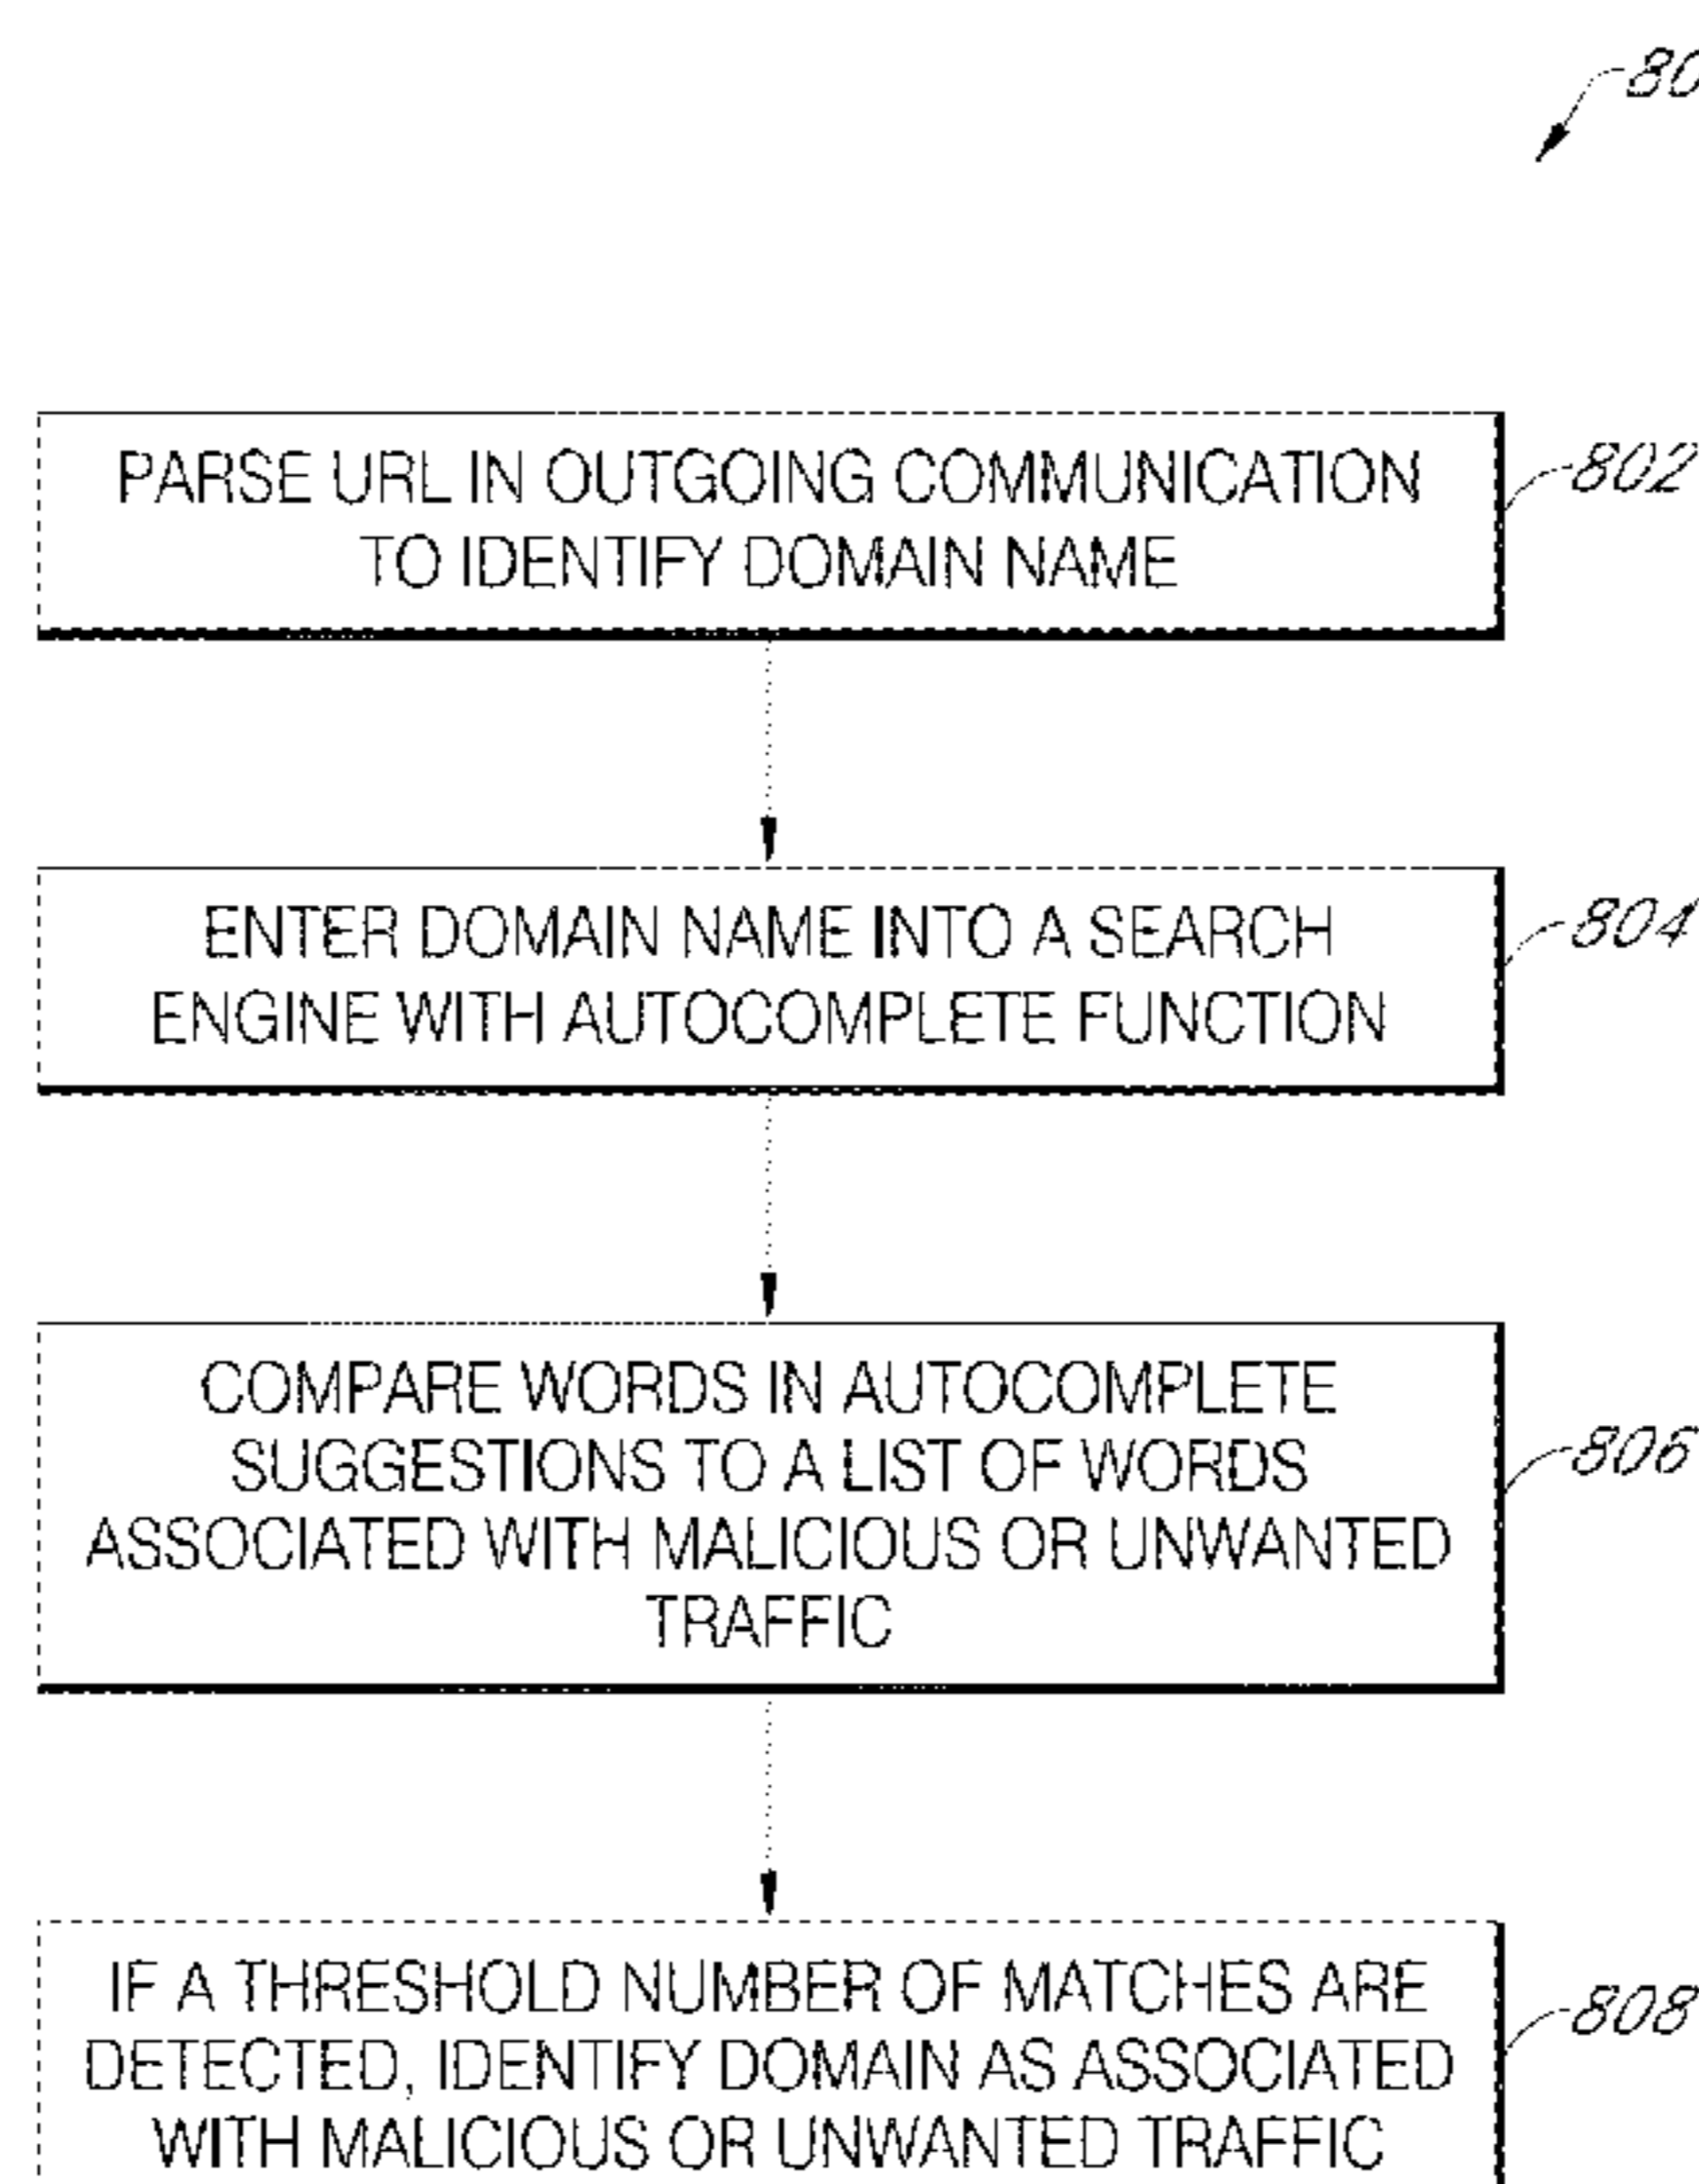 PARSE URL IN OUTGOING COMMUNICATION
TO IDENTIFY DOMAIN NAME
802
ENTER DOMAIN NAME INTO A SEARCH
ENGINE WITH AUTOCOMPLETE FUNCTION
804
COMPARE WORDS IN AUTOCOMPLETE
SUGGESTIONS TO A LIST OF WORDS
ASSOCIATED WITH MALICIOUS OR UNWANTED
TRAFFIC
806
IF A THRESHOLD NUMBER OF MATCHES ARE
DETECTED, IDENTIFY DOMAIN AS ASSOCIATED
WITH MALICIOUS OR UNWANTED TRAFFIC
808